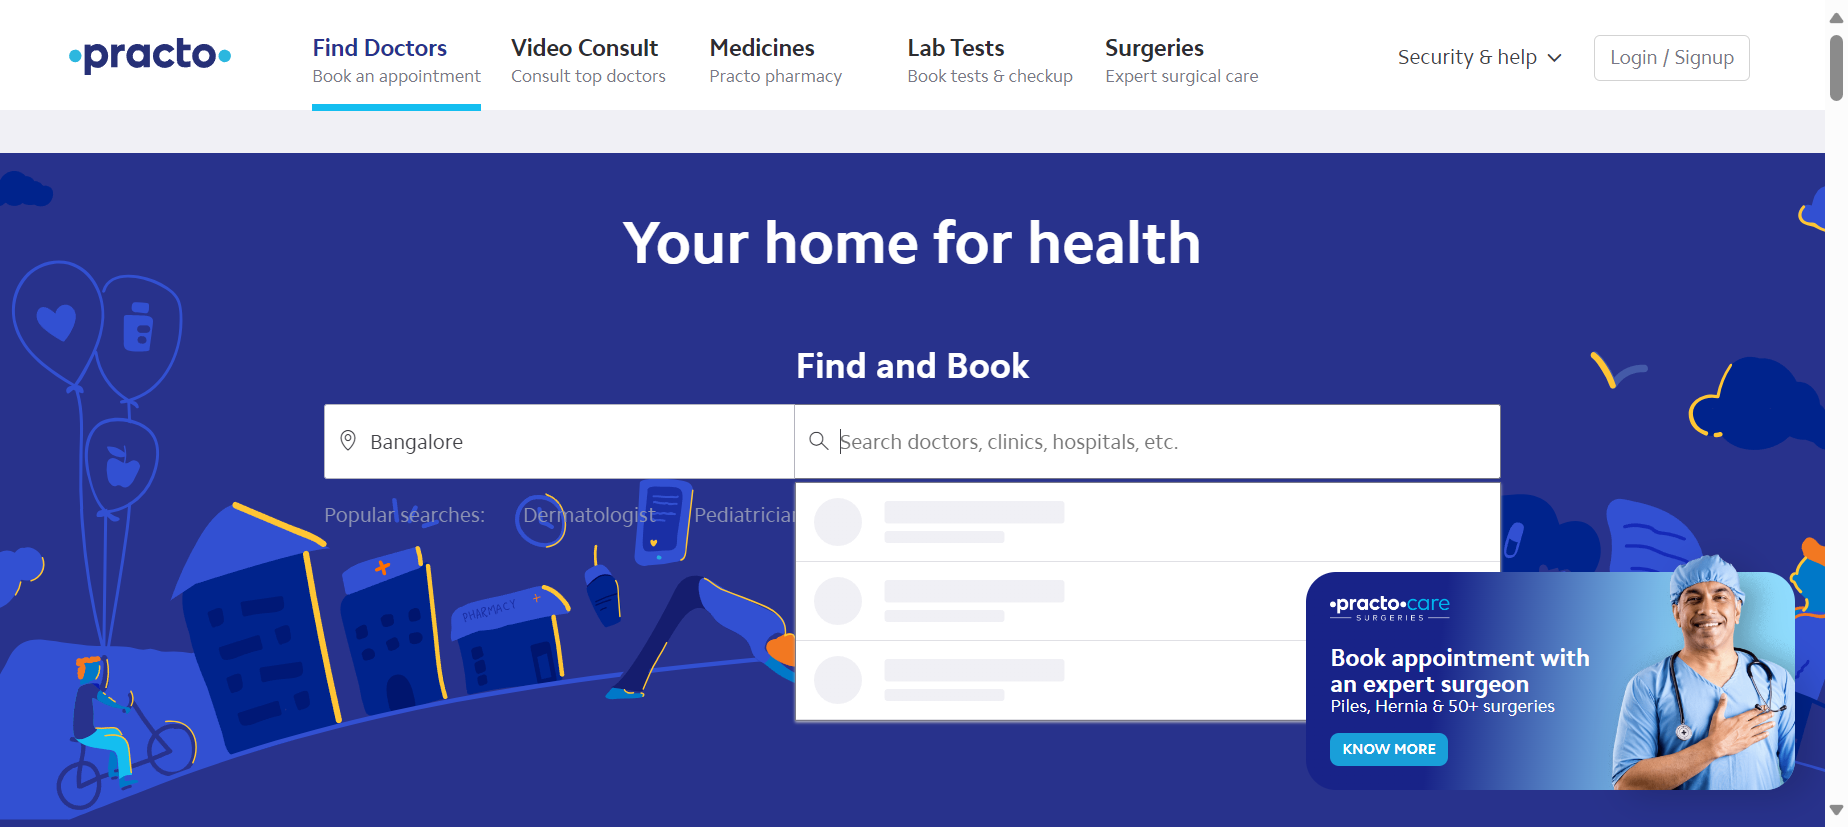 practo
Find Doctors
Book an appointment
Video Consult
Consult top doctors
Medicines
Practo pharmacy
Lab Tests
Book tests & checkup
Surgeries
Expert surgical care
Security & help
Login / Signup
Your home for health
Find and Book
Bangalore
Search doctors, clinics, hospitals, etc.
Popular searches: Dermatologist Pediatrician
PHARMACY
practo care
SURGERIES
Book appointment with
an expert surgeon
Piles, Hernia & 50+ surgeries
KNOW MORE